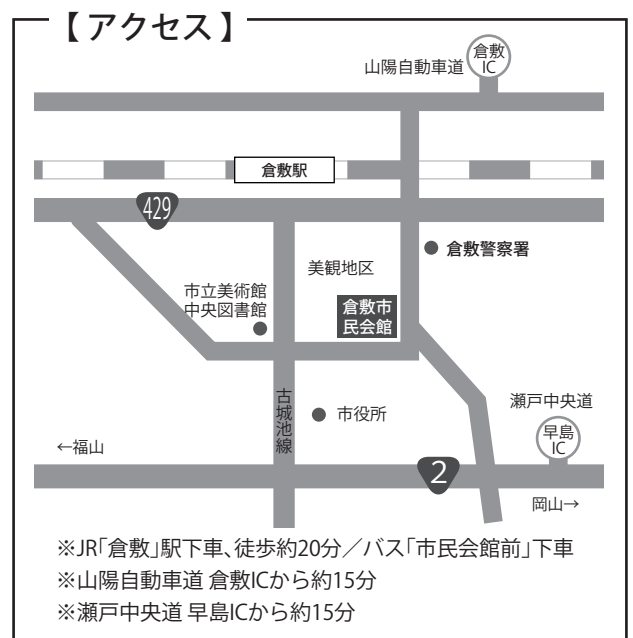 【アクセス】
山陽自動車道
倉敷
IC
倉敷駅
429
倉敷警察署
美観地区
市立美術館
中央図書館
倉敷市
民会館
古城池線
市役所
瀬戸中央道
早島
IC
←福山
2
岡山→
※JR「倉敷」駅下車、徒歩約20分／バス「市民会館前」下車
※山陽自動車道 倉敷ICから約15分
※瀬戸中央道 早島ICから約15分